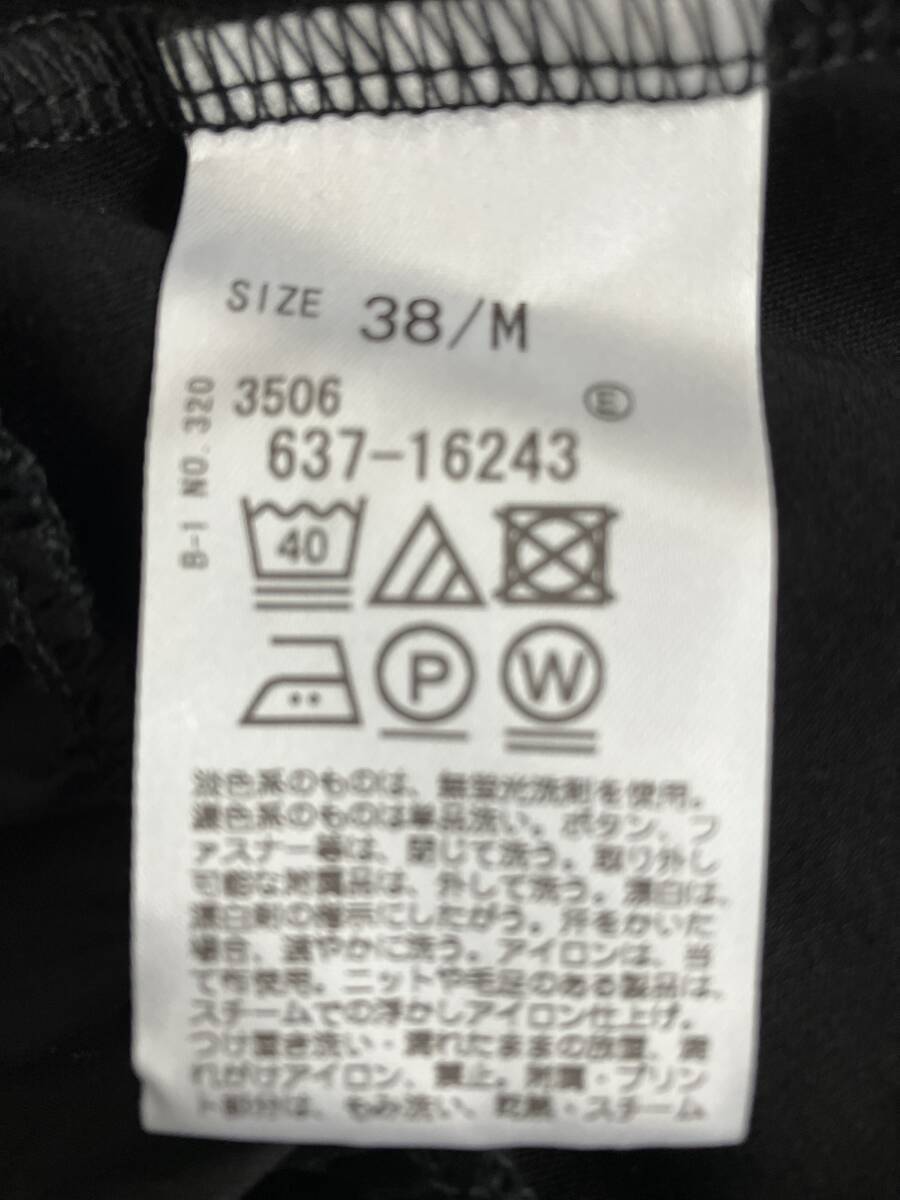 SIZE 38/M
B-1 NO.320
3506 Ⓔ
637-16243
40
P W
淡色系のものは、無蛍光洗剤を使用。
濃色系のものは単品洗い。ボタン、フ
ァスナー等は、閉じて洗う。取り外し
可能な附属品は、外して洗う。漂白は、
漂白剤の指示にしたがう。汗をかいた
場合、速やかに洗う。アイロンは、当
て布使用。ニットや毛足のある製品は、
スチームでの浮かしアイロン仕上げ。
つけ置き洗い・濡れたままの放置、濡
れがけアイロン、禁止。附属・プリン
ト部分は、もみ洗い、乾燥・スチーム